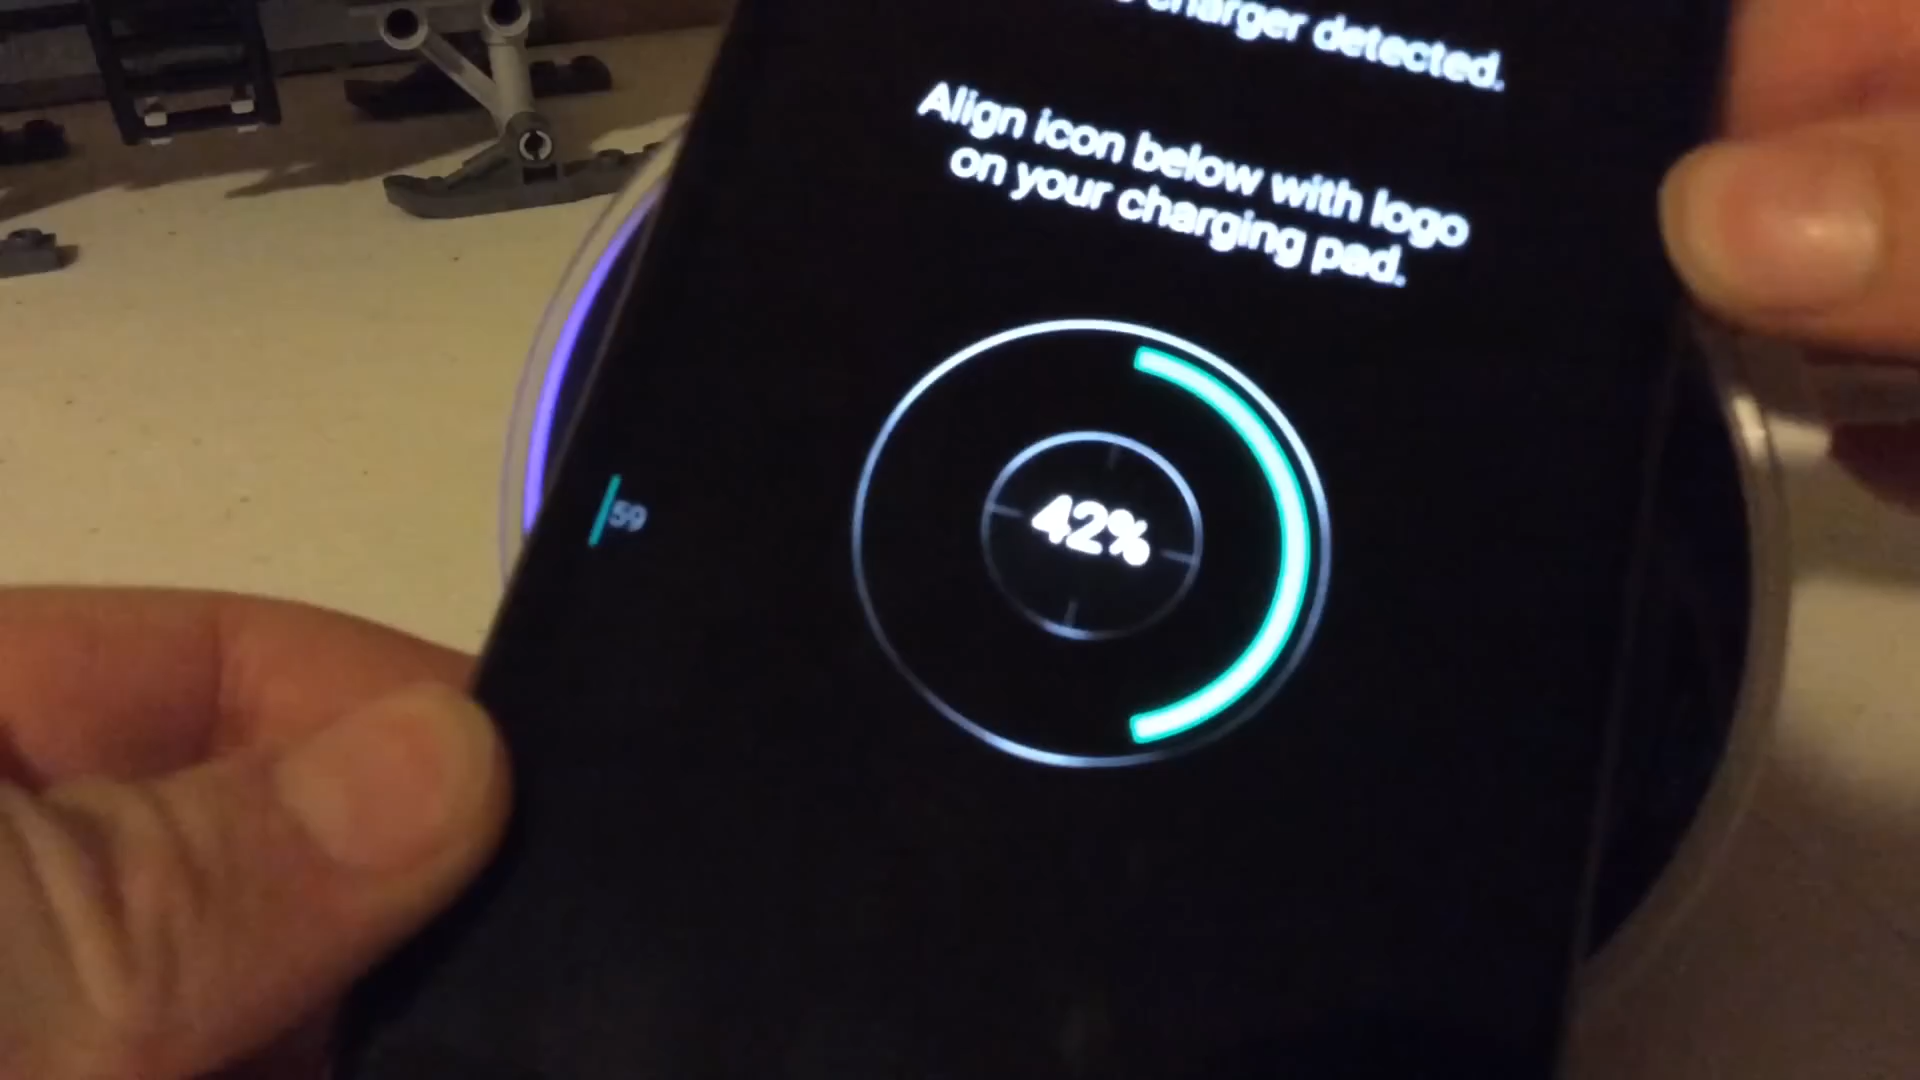 charger detected.
Align icon below with logo
on your charging pad.
59
42%